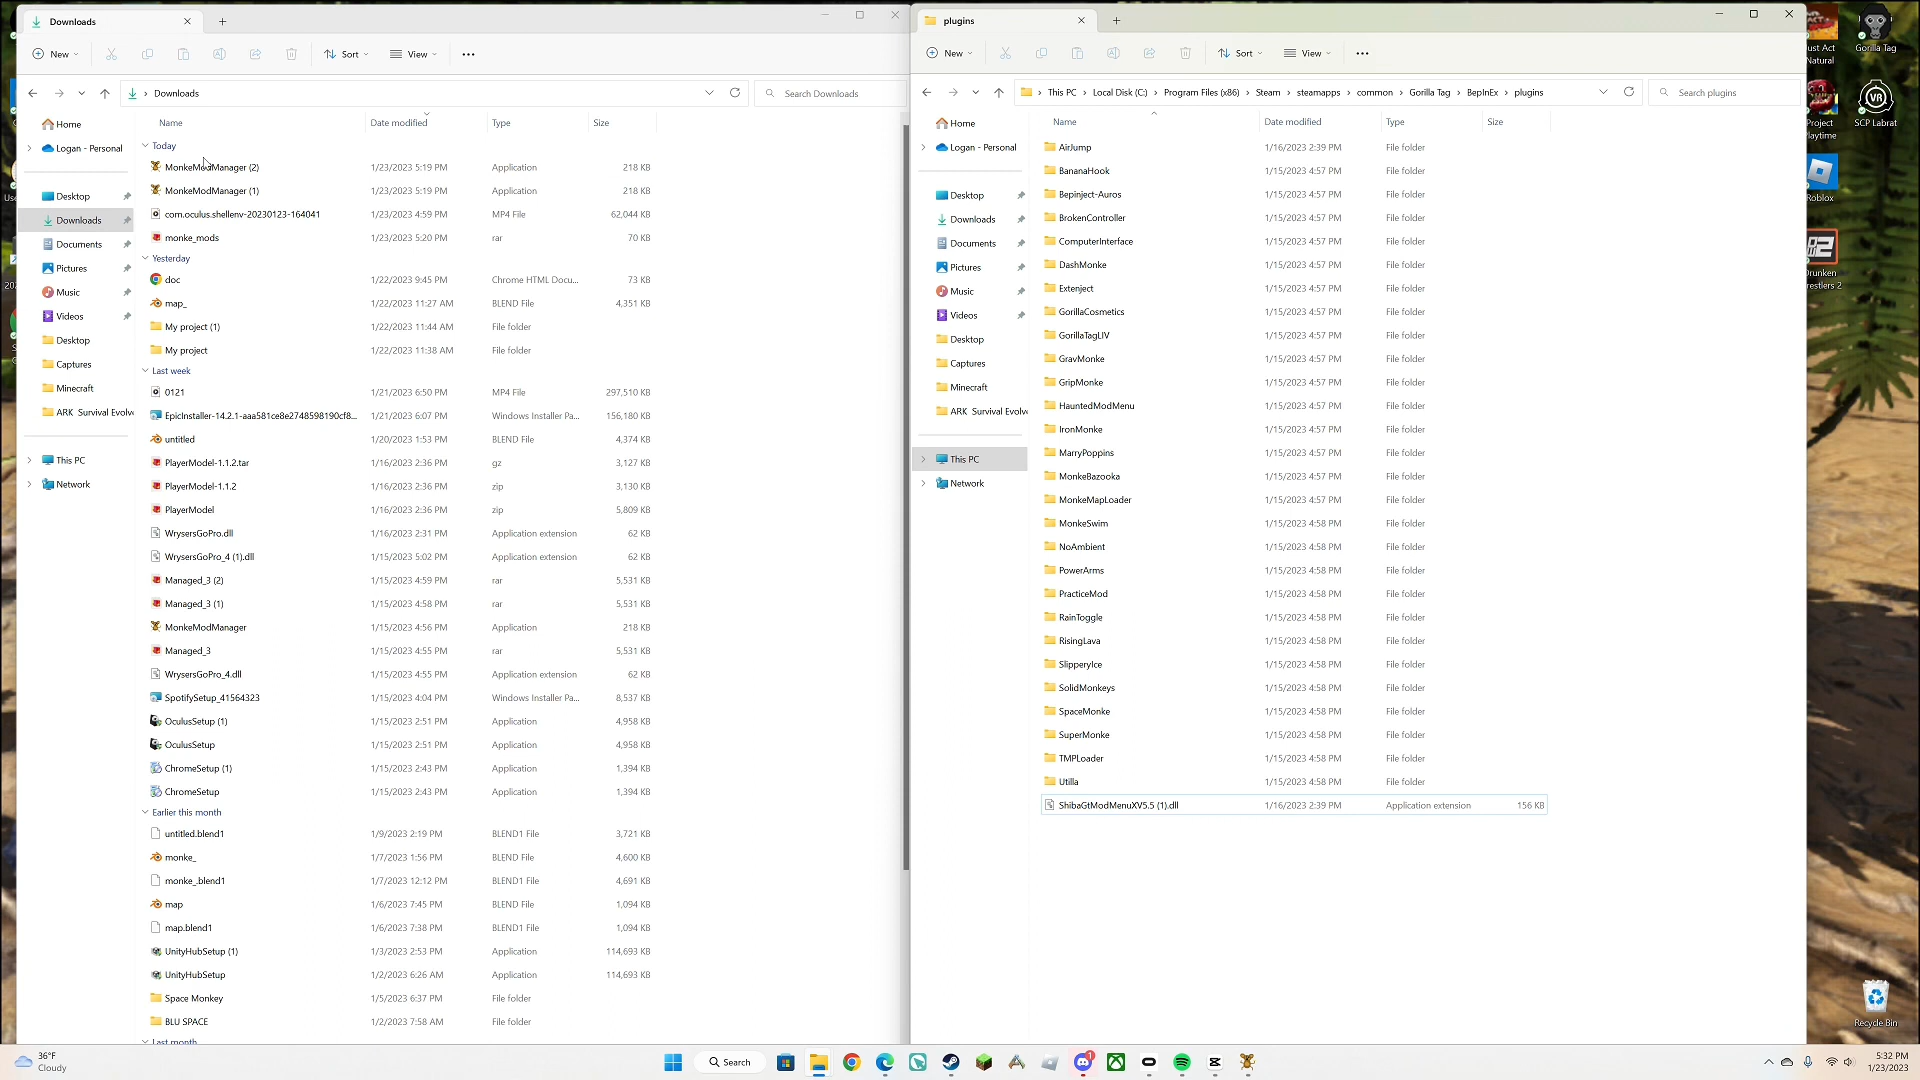 Downloads
New
Sort
View
Downloads
Search Downloads
Home
Logan - Personal
Desktop
Downloads
Documents
Pictures
Music
Videos
Desktop
Captures
Minecraft
ARK Survival Evolve
This PC
Network
Name Date modified Type Size
Today
MonkeModManager (2) 1/23/2023 5:19 PM Application 218 KB
MonkeModManager (1) 1/23/2023 5:19 PM Application 218 KB
com.oculus.shellenv-20230123-164041 1/23/2023 4:59 PM MP4 File 62,044 KB
monke_mods 1/23/2023 5:20 PM rar 70 KB
Yesterday
doc 1/22/2023 9:45 PM Chrome HTML Docu... 73 KB
map_ 1/22/2023 11:27 AM BLEND File 4,351 KB
My project (1) 1/22/2023 11:44 AM File folder
My project 1/22/2023 11:38 AM File folder
Last week
0121 1/21/2023 6:50 PM MP4 File 297,510 KB
EpicInstaller-14.2.1-aaa581ce8e2748598190cf8... 1/21/2023 6:07 PM Windows Installer Pa... 156,180 KB
untitled 1/20/2023 1:53 PM BLEND File 4,374 KB
PlayerModel-1.1.2.tar 1/16/2023 2:36 PM gz 3,127 KB
PlayerModel-1.1.2 1/16/2023 2:36 PM zip 3,130 KB
PlayerModel 1/16/2023 2:36 PM zip 5,809 KB
WrysersGoPro.dll 1/16/2023 2:31 PM Application extension 62 KB
WrysersGoPro_4 (1).dll 1/15/2023 5:02 PM Application extension 62 KB
Managed_3 (2) 1/15/2023 4:59 PM rar 5,531 KB
Managed_3 (1) 1/15/2023 4:58 PM rar 5,531 KB
MonkeModManager 1/15/2023 4:56 PM Application 218 KB
Managed_3 1/15/2023 4:55 PM rar 5,531 KB
WrysersGoPro_4.dll 1/15/2023 4:55 PM Application extension 62 KB
SpotifySetup_41564323 1/15/2023 4:04 PM Windows Installer Pa... 8,537 KB
OculusSetup (1) 1/15/2023 2:51 PM Application 4,958 KB
OculusSetup 1/15/2023 2:51 PM Application 4,958 KB
ChromeSetup (1) 1/15/2023 2:43 PM Application 1,394 KB
ChromeSetup 1/15/2023 2:43 PM Application 1,394 KB
Earlier this month
untitled.blend1 1/9/2023 2:19 PM BLEND1 File 3,721 KB
monke_ 1/7/2023 1:56 PM BLEND File 4,600 KB
monke_.blend1 1/7/2023 12:12 PM BLEND1 File 4,691 KB
map 1/6/2023 7:45 PM BLEND File 1,094 KB
map.blend1 1/6/2023 7:38 PM BLEND1 File 1,094 KB
UnityHubSetup (1) 1/3/2023 2:53 PM Application 114,693 KB
UnityHubSetup 1/2/2023 6:26 AM Application 114,693 KB
Space Monkey 1/5/2023 6:37 PM File folder
BLU SPACE 1/2/2023 7:58 AM File folder
Last month
plugins
New
Sort
View
This PC Local Disk (C:) Program Files (x86) Steam steamapps common Gorilla Tag BepInEx plugins
Search plugins
Home
Logan - Personal
Desktop
Downloads
Documents
Pictures
Music
Videos
Desktop
Captures
Minecraft
ARK Survival Evolve
This PC
Network
Name Date modified Type Size
AirJump 1/16/2023 2:39 PM File folder
BananaHook 1/15/2023 4:57 PM File folder
Bepinject-Auros 1/15/2023 4:57 PM File folder
BrokenController 1/15/2023 4:57 PM File folder
ComputerInterface 1/15/2023 4:57 PM File folder
DashMonke 1/15/2023 4:57 PM File folder
Extenject 1/15/2023 4:57 PM File folder
GorillaCosmetics 1/15/2023 4:57 PM File folder
GorillaTagLIV 1/15/2023 4:57 PM File folder
GravMonke 1/15/2023 4:57 PM File folder
GripMonke 1/15/2023 4:57 PM File folder
HauntedModMenu 1/15/2023 4:57 PM File folder
IronMonke 1/15/2023 4:57 PM File folder
MarryPoppins 1/15/2023 4:57 PM File folder
MonkeBazooka 1/15/2023 4:57 PM File folder
MonkeMapLoader 1/15/2023 4:57 PM File folder
MonkeSwim 1/15/2023 4:58 PM File folder
NoAmbient 1/15/2023 4:58 PM File folder
PowerArms 1/15/2023 4:58 PM File folder
PracticeMod 1/15/2023 4:58 PM File folder
RainToggle 1/15/2023 4:58 PM File folder
RisingLava 1/15/2023 4:58 PM File folder
SlipperyIce 1/15/2023 4:58 PM File folder
SolidMonkeys 1/15/2023 4:58 PM File folder
SpaceMonke 1/15/2023 4:58 PM File folder
SuperMonke 1/15/2023 4:58 PM File folder
TMPLoader 1/15/2023 4:58 PM File folder
Utilla 1/15/2023 4:58 PM File folder
ShibaGtModMenuXV5.5 (1).dll 1/16/2023 2:39 PM Application extension 156 KB
ust Act
Natural
Gorilla Tag
Project
Playtime
SCP Labrat
VR
Roblox
Drunken
restlers 2
Recycle Bin
36°F
Cloudy
Search
1
5:32 PM
1/23/2023